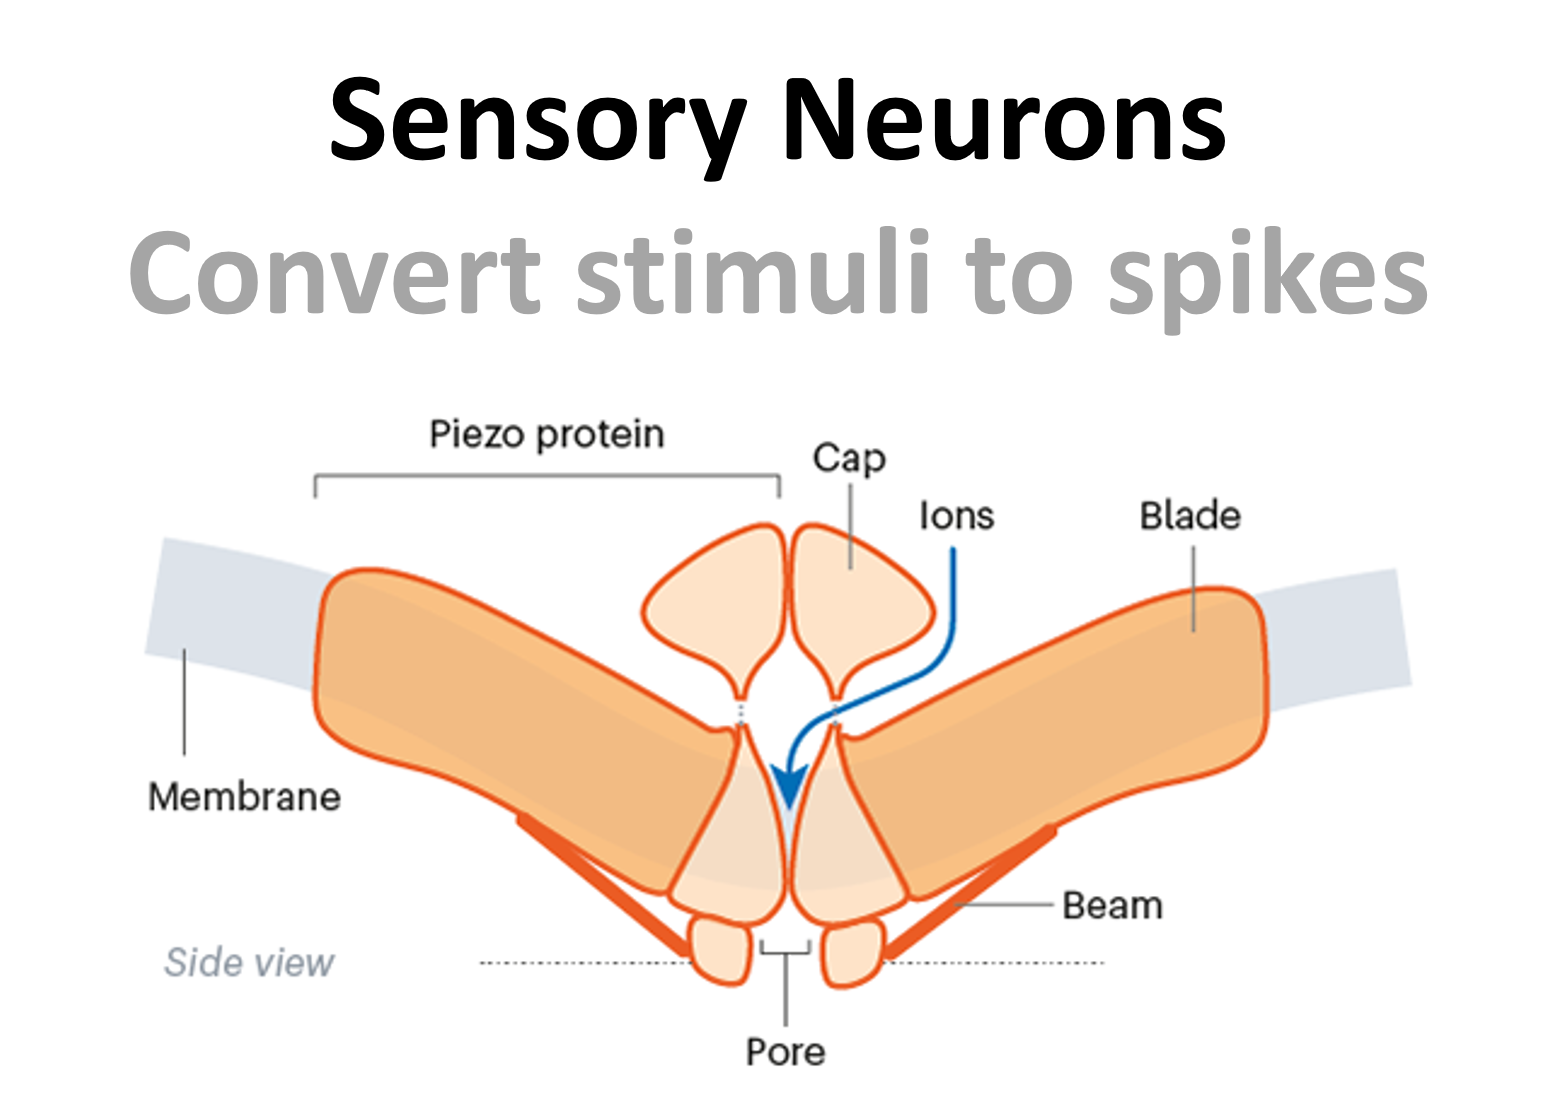 Sensory Neurons
Convert stimuli to spikes
Piezo protein
Cap
Ions
Blade
Membrane
Beam
Side view
Pore